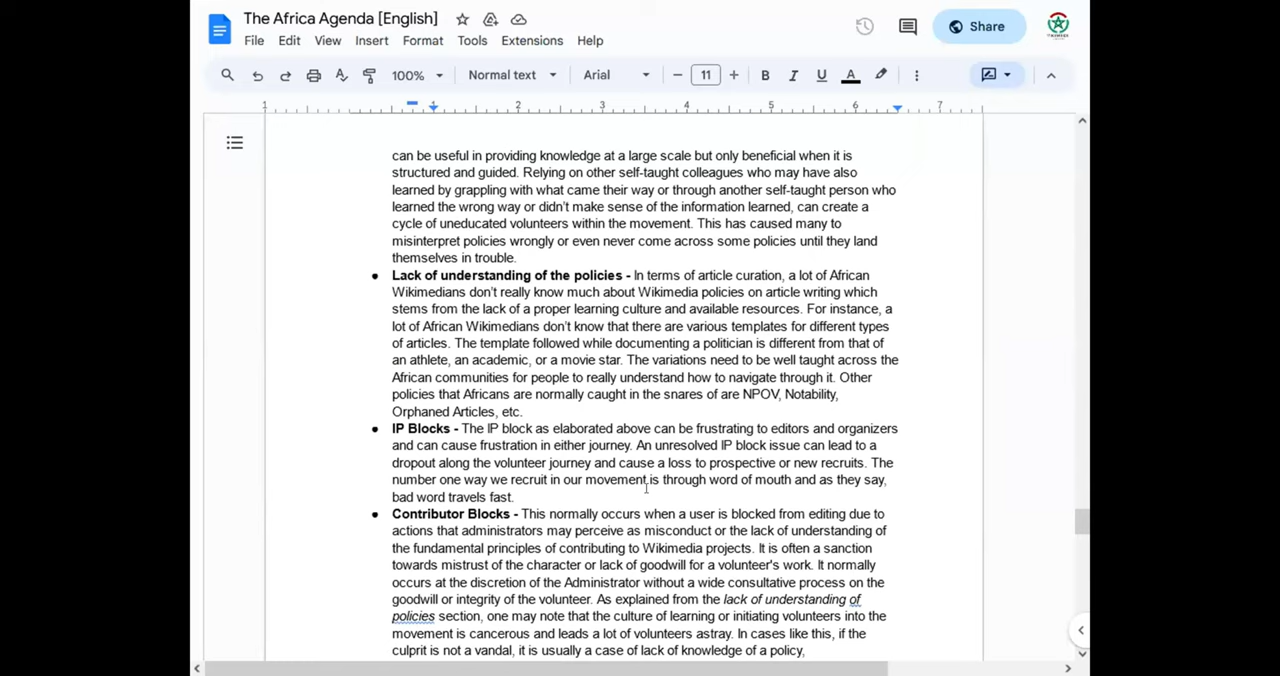 The Africa Agenda [English]
Share
File Edit View Insert Format Tools Extensions Help
100% Normal text Arial 11 B I U A
1 1 2 3 4 5 6 7
can be useful in providing knowledge at a large scale but only beneficial when it is
structured and guided. Relying on other self-taught colleagues who may have also
learned by grappling with what came their way or through another self-taught person who
learned the wrong way or didn't make sense of the information learned, can create a
cycle of uneducated volunteers within the movement. This has caused many to
misinterpret policies wrongly or even never come across some policies until they land
themselves in trouble.
● Lack of understanding of the policies - In terms of article curation, a lot of African
Wikimedians don't really know much about Wikimedia policies on article writing which
stems from the lack of a proper learning culture and available resources. For instance, a
lot of African Wikimedians don't know that there are various templates for different types
of articles. The template followed while documenting a politician is different from that of
an athlete, an academic, or a movie star. The variations need to be well taught across the
African communities for people to really understand how to navigate through it. Other
policies that Africans are normally caught in the snares of are NPOV, Notability,
Orphaned Articles, etc.
● IP Blocks - The IP block as elaborated above can be frustrating to editors and organizers
and can cause frustration in either journey. An unresolved IP block issue can lead to a
dropout along the volunteer journey and cause a loss to prospective or new recruits. The
number one way we recruit in our movement is through word of mouth and as they say,
bad word travels fast.
● Contributor Blocks - This normally occurs when a user is blocked from editing due to
actions that administrators may perceive as misconduct or the lack of understanding of
the fundamental principles of contributing to Wikimedia projects. It is often a sanction
towards mistrust of the character or lack of goodwill for a volunteer's work. It normally
occurs at the discretion of the Administrator without a wide consultative process on the
goodwill or integrity of the volunteer. As explained from the lack of understanding of
policies section, one may note that the culture of learning or initiating volunteers into the
movement is cancerous and leads a lot of volunteers astray. In cases like this, if the
culprit is not a vandal, it is usually a case of lack of knowledge of a policy,